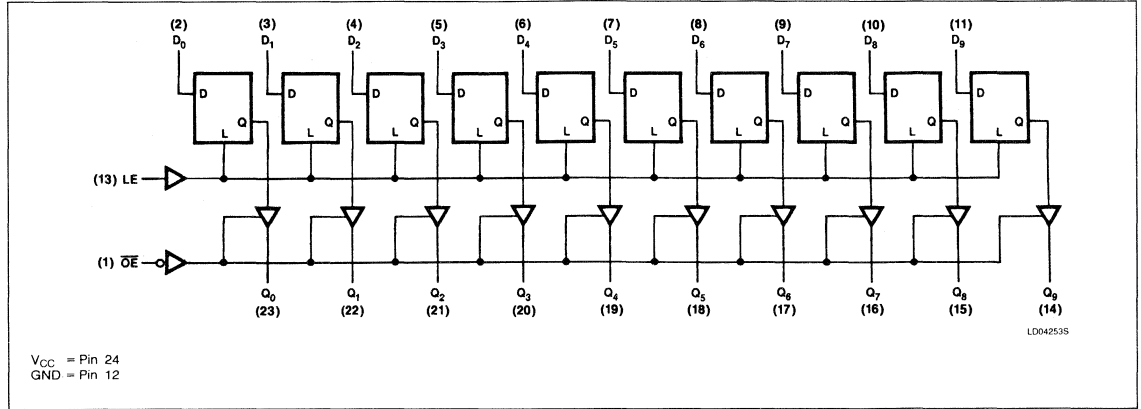 (2) (3) (4) (5) (6) (7) (8) (9) (10) (11)
D0 D1 D2 D3 D4 D5 D6 D7 D8 D9
D D D D D D D D D D
Q Q Q Q Q Q Q Q Q Q
L L L L L L L L L L
(13) LE
(1) OE
Q0 Q1 Q2 Q3 Q4 Q5 Q6 Q7 Q8 Q9
(23) (22) (21) (20) (19) (18) (17) (16) (15) (14)
LD04253S
VCC = Pin 24
GND = Pin 12